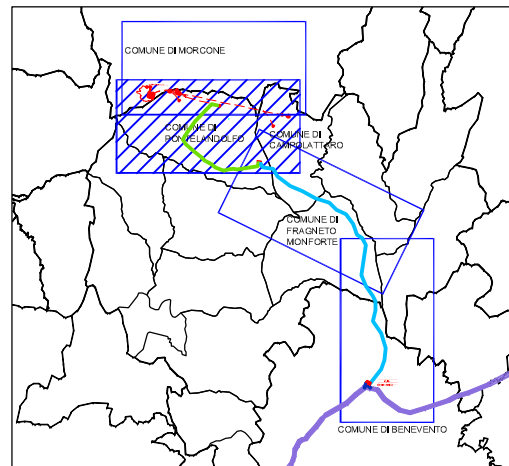 COMUNE DI MORCONE
COMUNE DI
PONTELANDOLFO
COMUNE DI
CAMPOLATTARO
COMUNE DI
FRAGNETO
MONFORTE
COMUNE DI BENEVENTO